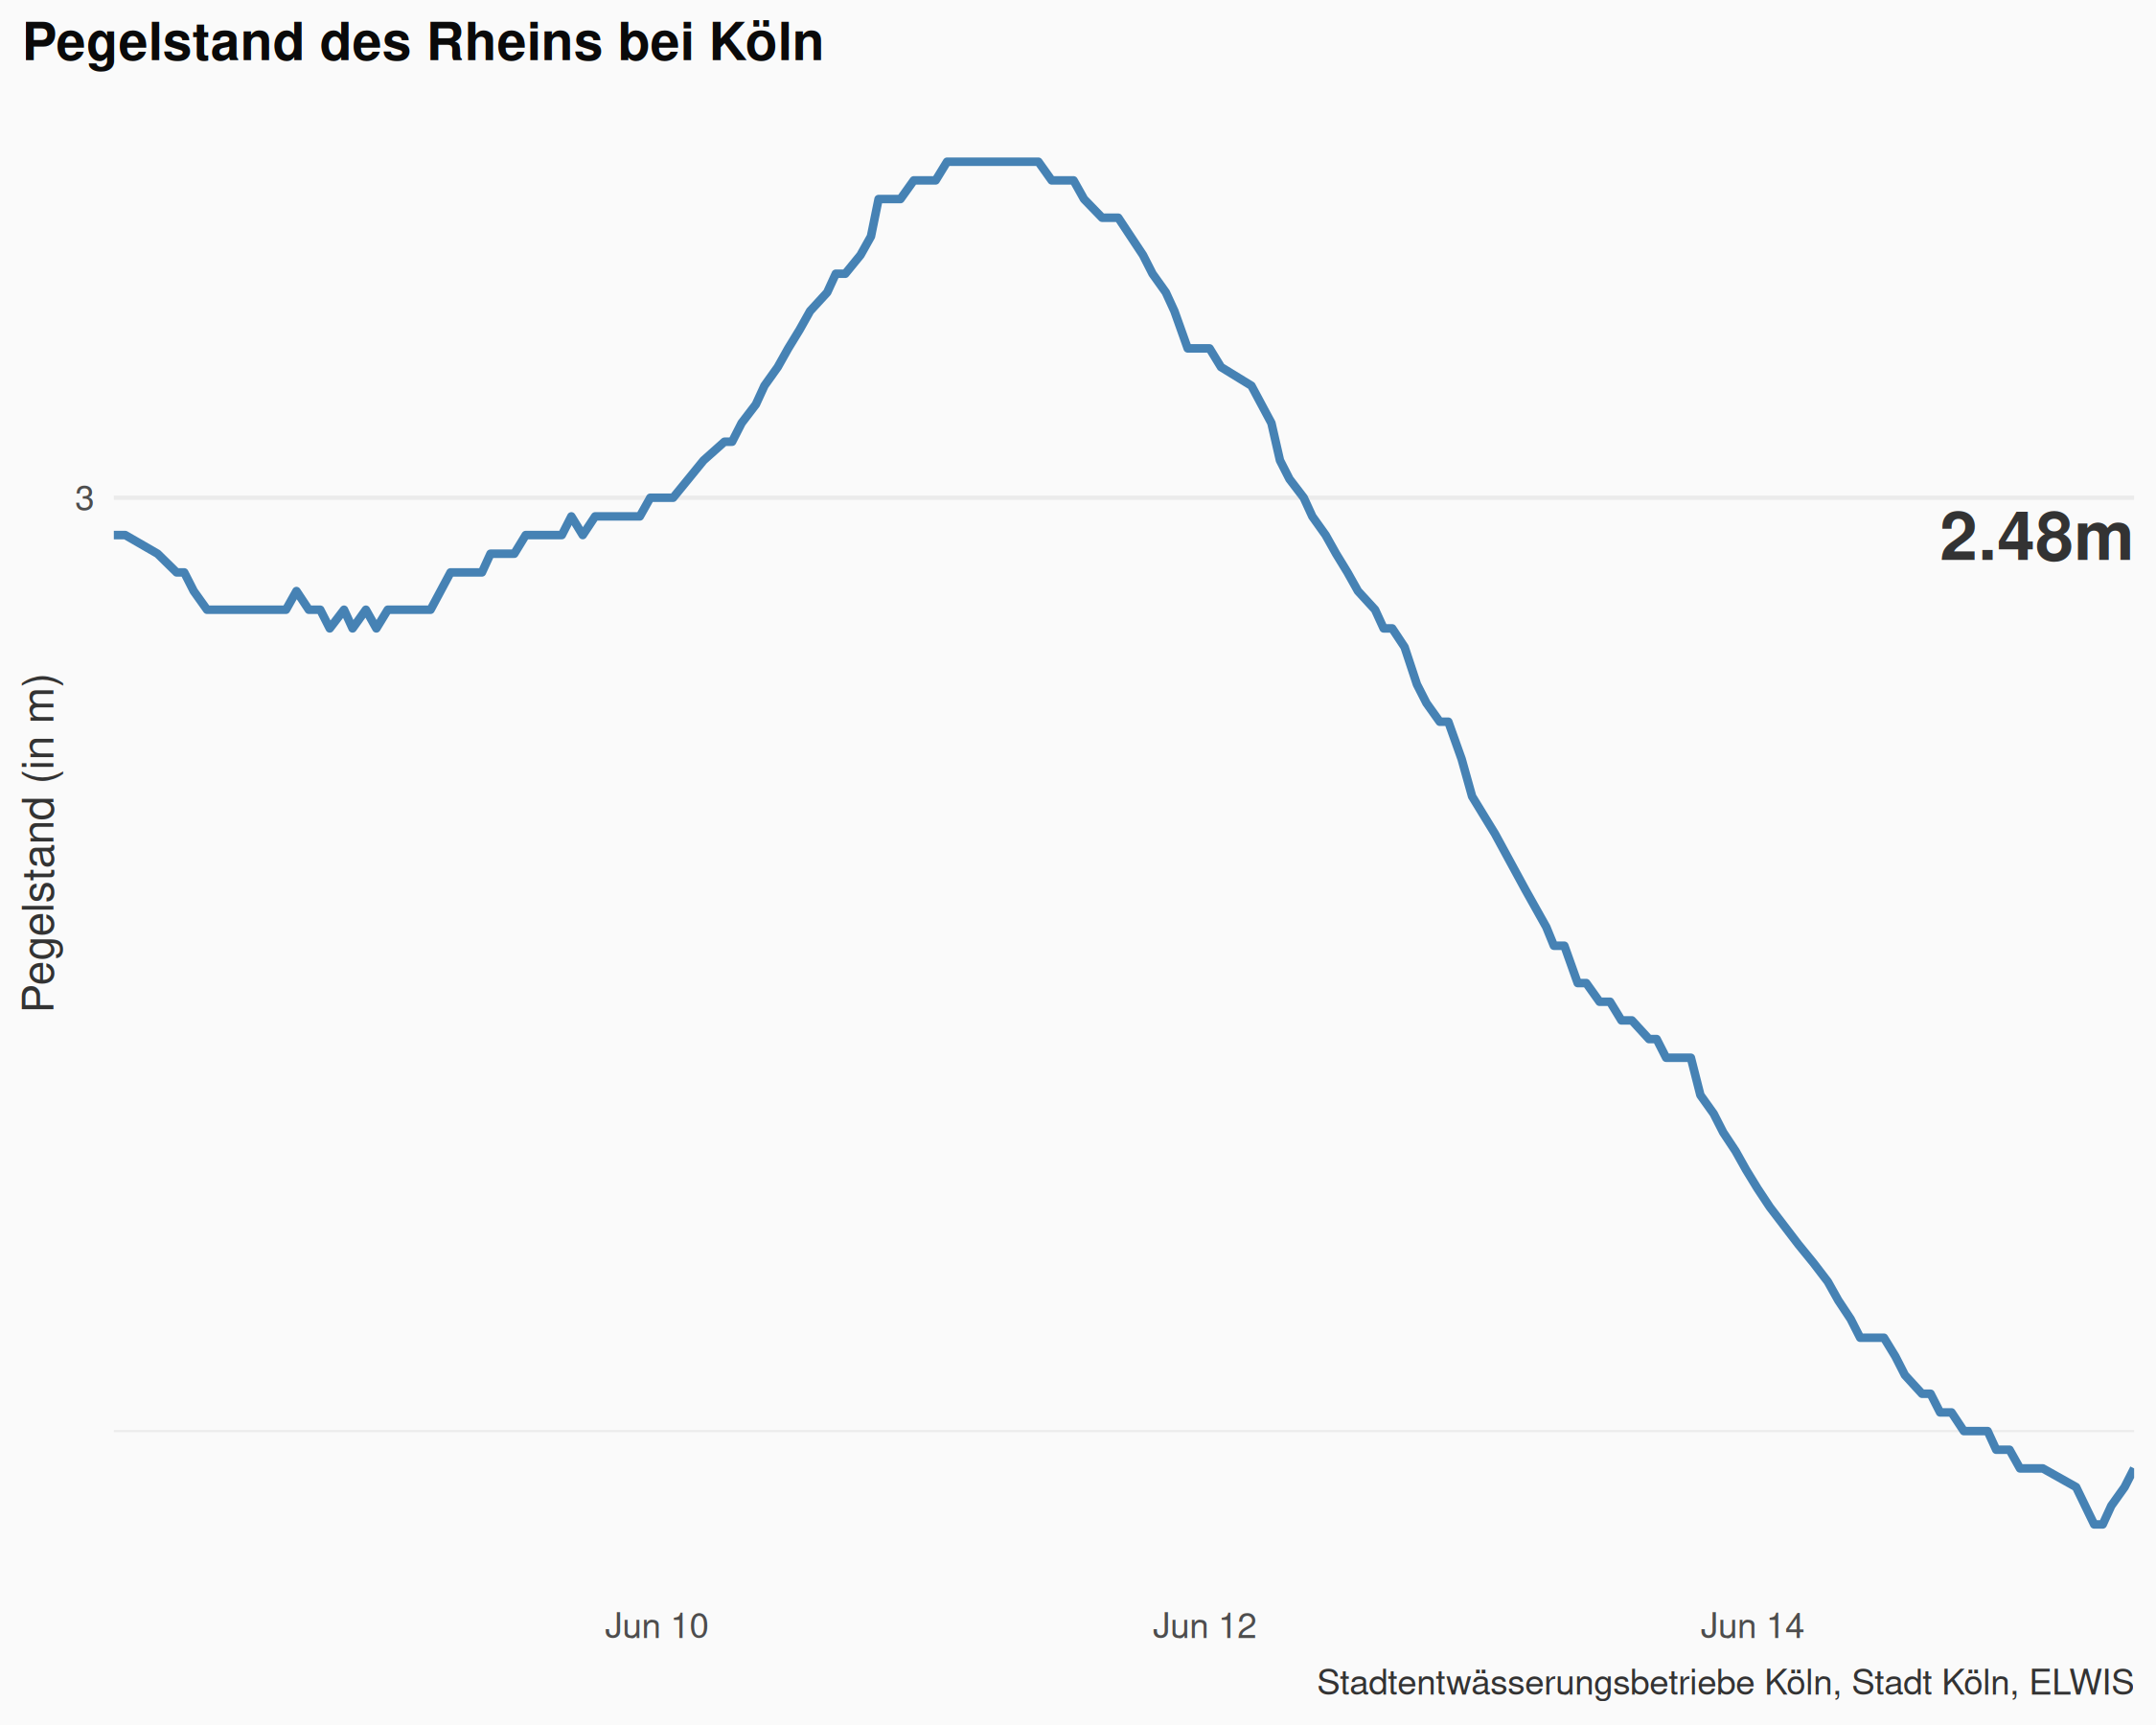 Pegelstand des Rheins bei Köln
3
2.48m
Pegelstand (in m)
Jun 10
Jun 12
Jun 14
Stadtentwässerungsbetriebe Köln, Stadt Köln, ELWIS